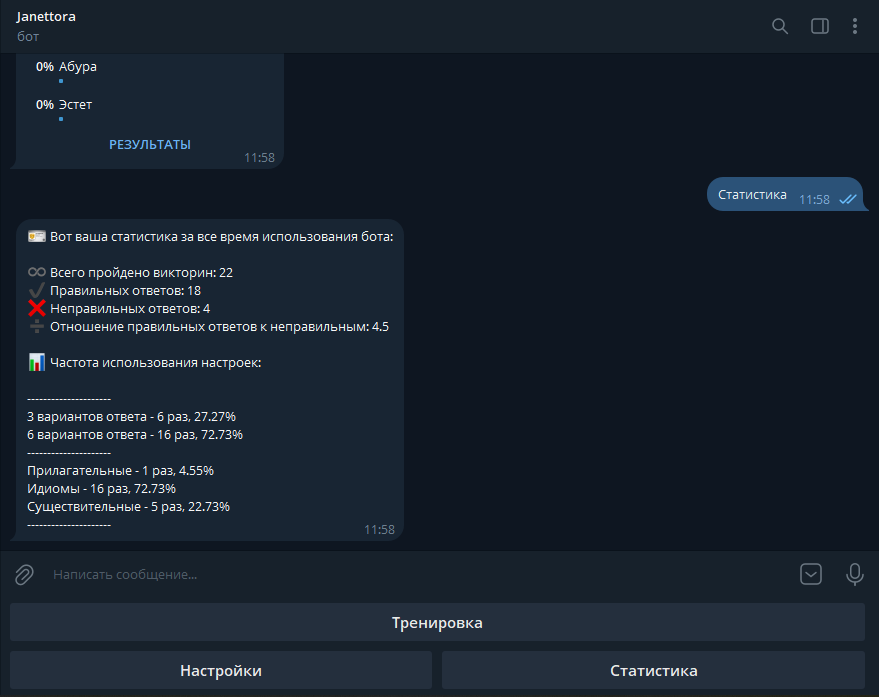 Janettora
бот
0% Абура
0% Эстет
РЕЗУЛЬТАТЫ
11:58
Статистика 11:58
Вот ваша статистика за все время использования бота:
Всего пройдено викторин: 22
Правильных ответов: 18
Неправильных ответов: 4
Отношение правильных ответов к неправильным: 4.5
Частота использования настроек:
---------------------
3 вариантов ответа - 6 раз, 27.27%
6 вариантов ответа - 16 раз, 72.73%
---------------------
Прилагательные - 1 раз, 4.55%
Идиомы - 16 раз, 72.73%
Существительные - 5 раз, 22.73%
---------------------
11:58
Написать сообщение...
Тренировка
Настройки
Статистика